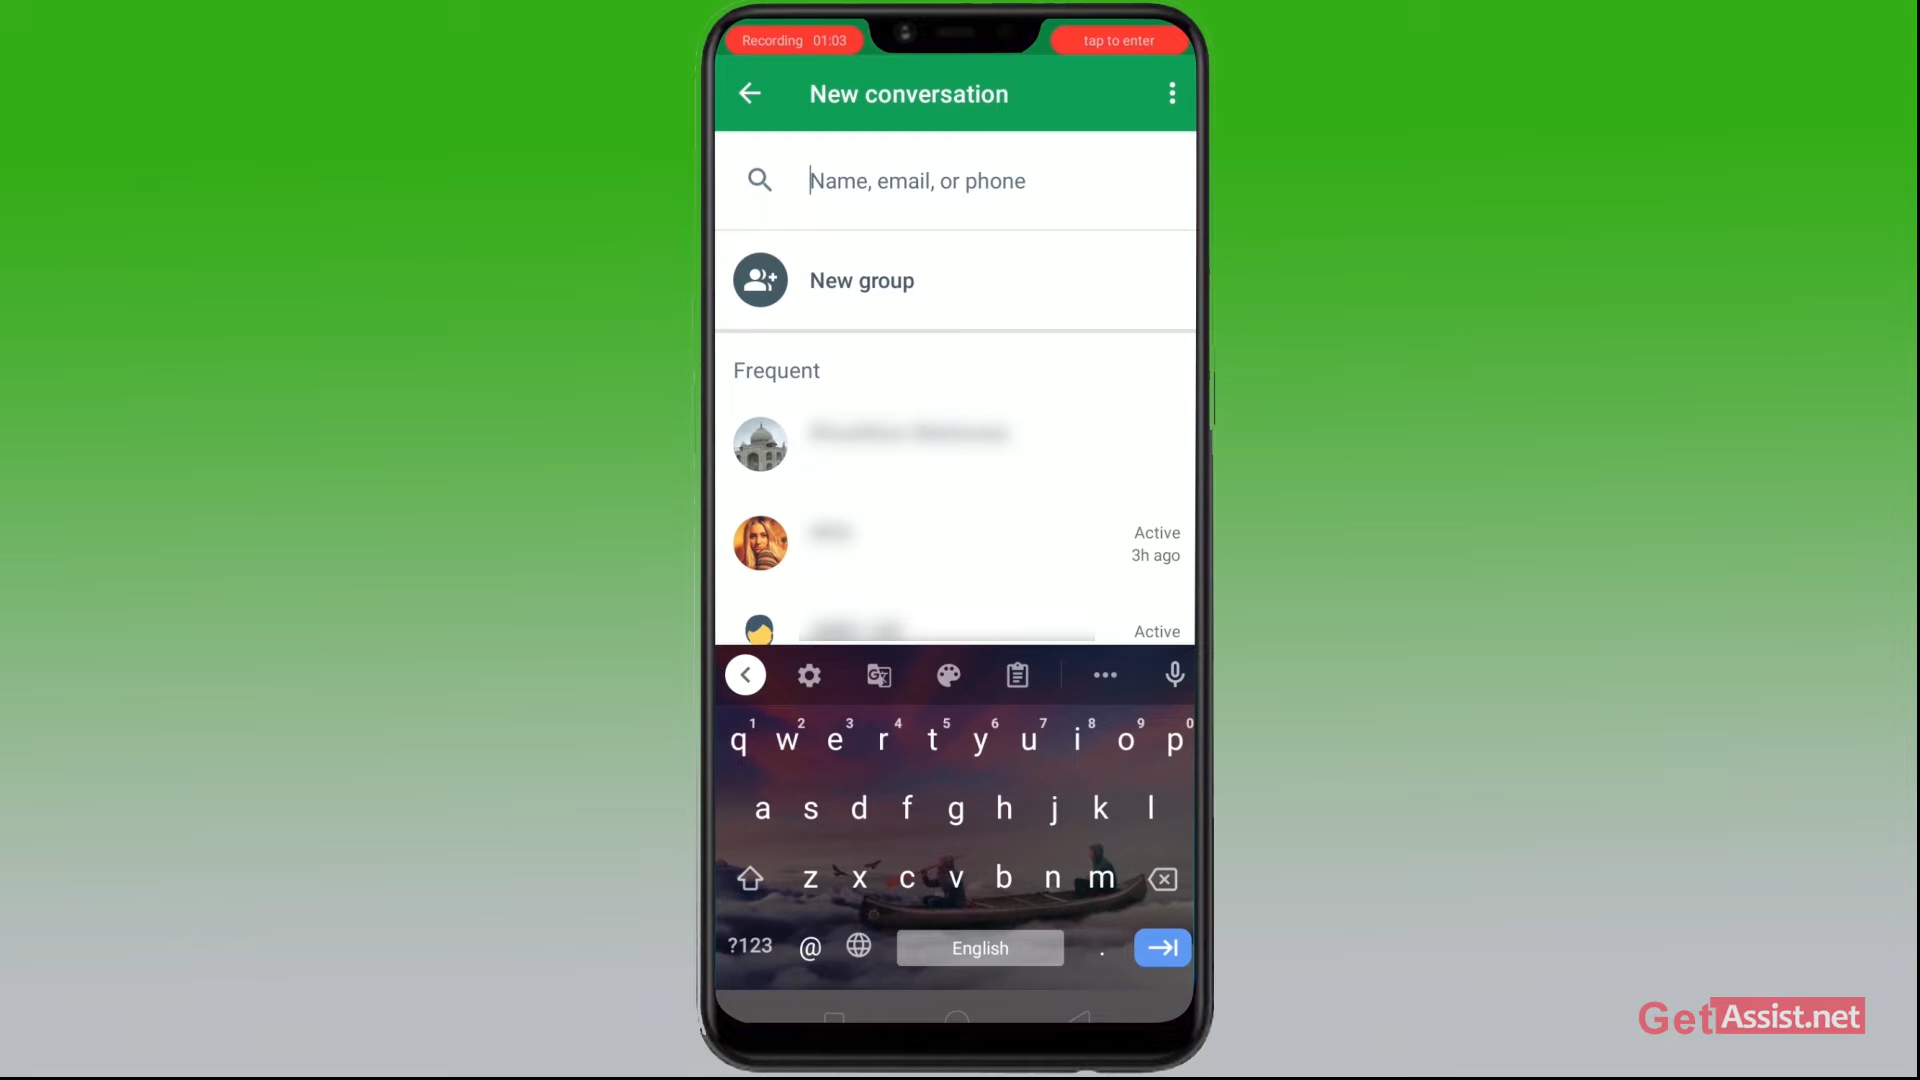 Recording 01:03
tap to enter
New conversation
Name, email, or phone
New group
Frequent
Active
3h ago
Active
1 2 3 4 5 6 7 8 9 0
q w e r t y u i o p
a s d f g h j k l
z x c v b n m
?123 @ English .
GetAssist.net